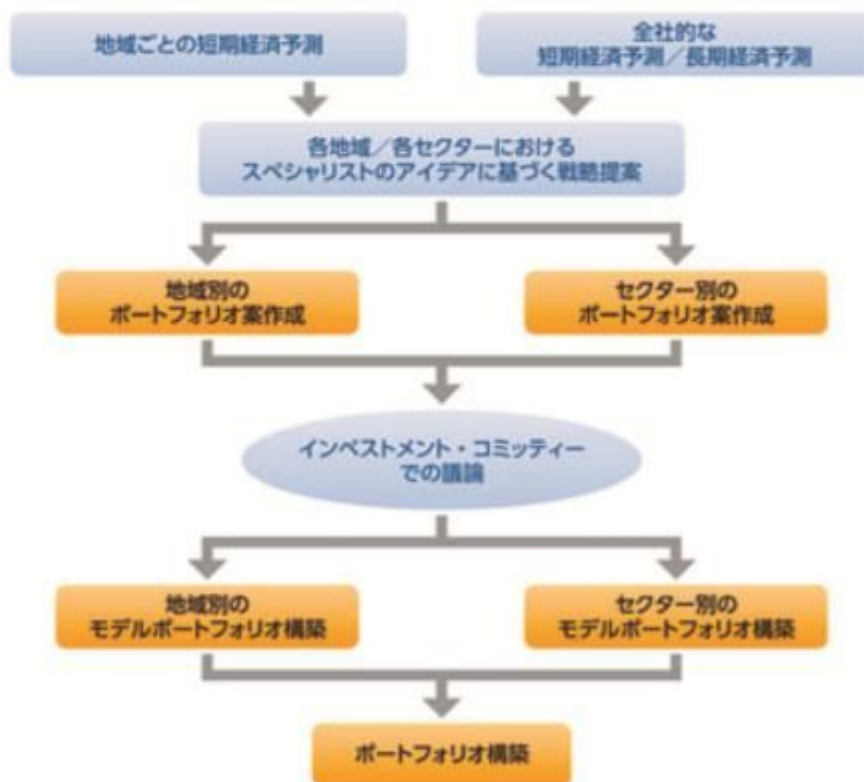 地域ごとの短期経済予測
全社的な
短期経済予測／長期経済予測
各地域／各セクターにおける
スペシャリストのアイデアに基づく戦略提案
地域別の
ポートフォリオ案作成
セクター別の
ポートフォリオ案作成
インベストメント・コミッティー
での議論
地域別の
モデルポートフォリオ構築
セクター別の
モデルポートフォリオ構築
ポートフォリオ構築